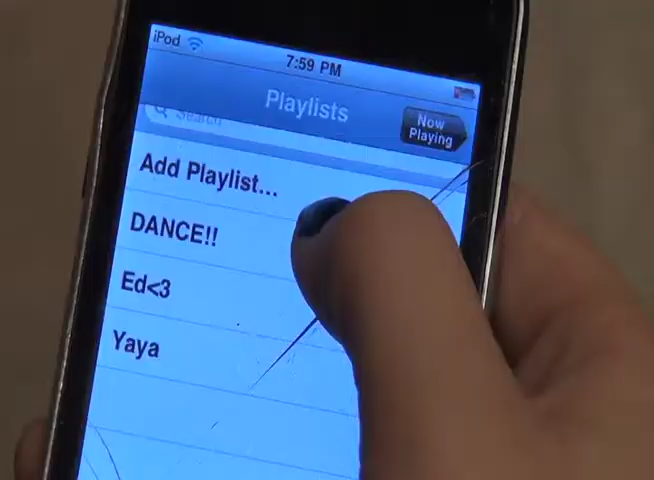 iPod
7:59 PM
Playlists
Now
Playing
Search
Add Playlist...
DANCE!!
Ed<3
Yaya